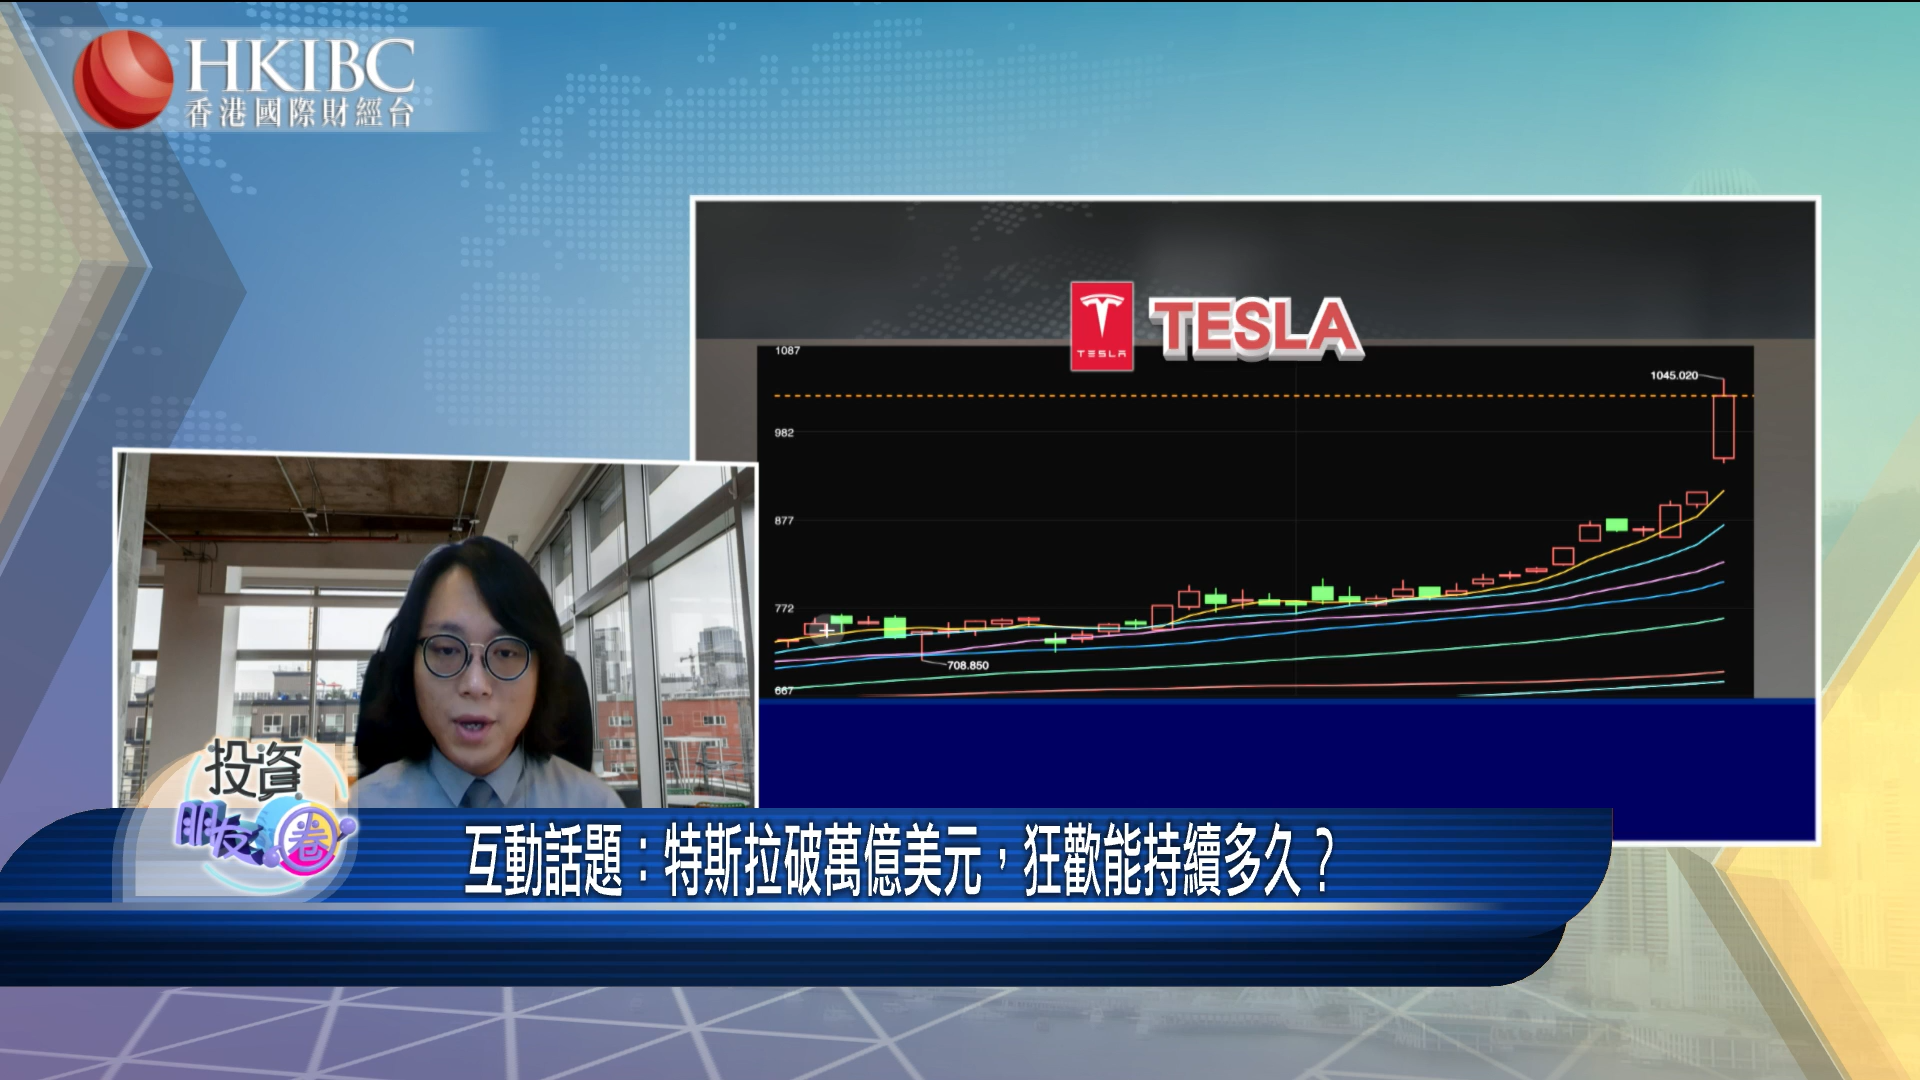 HKIBC
香港國際財經台
TESLA
TESLA
1087
1045.020
982
877
772
708.850
667
投資
朋友圈
互動話題：特斯拉破萬億美元，狂歡能持續多久？